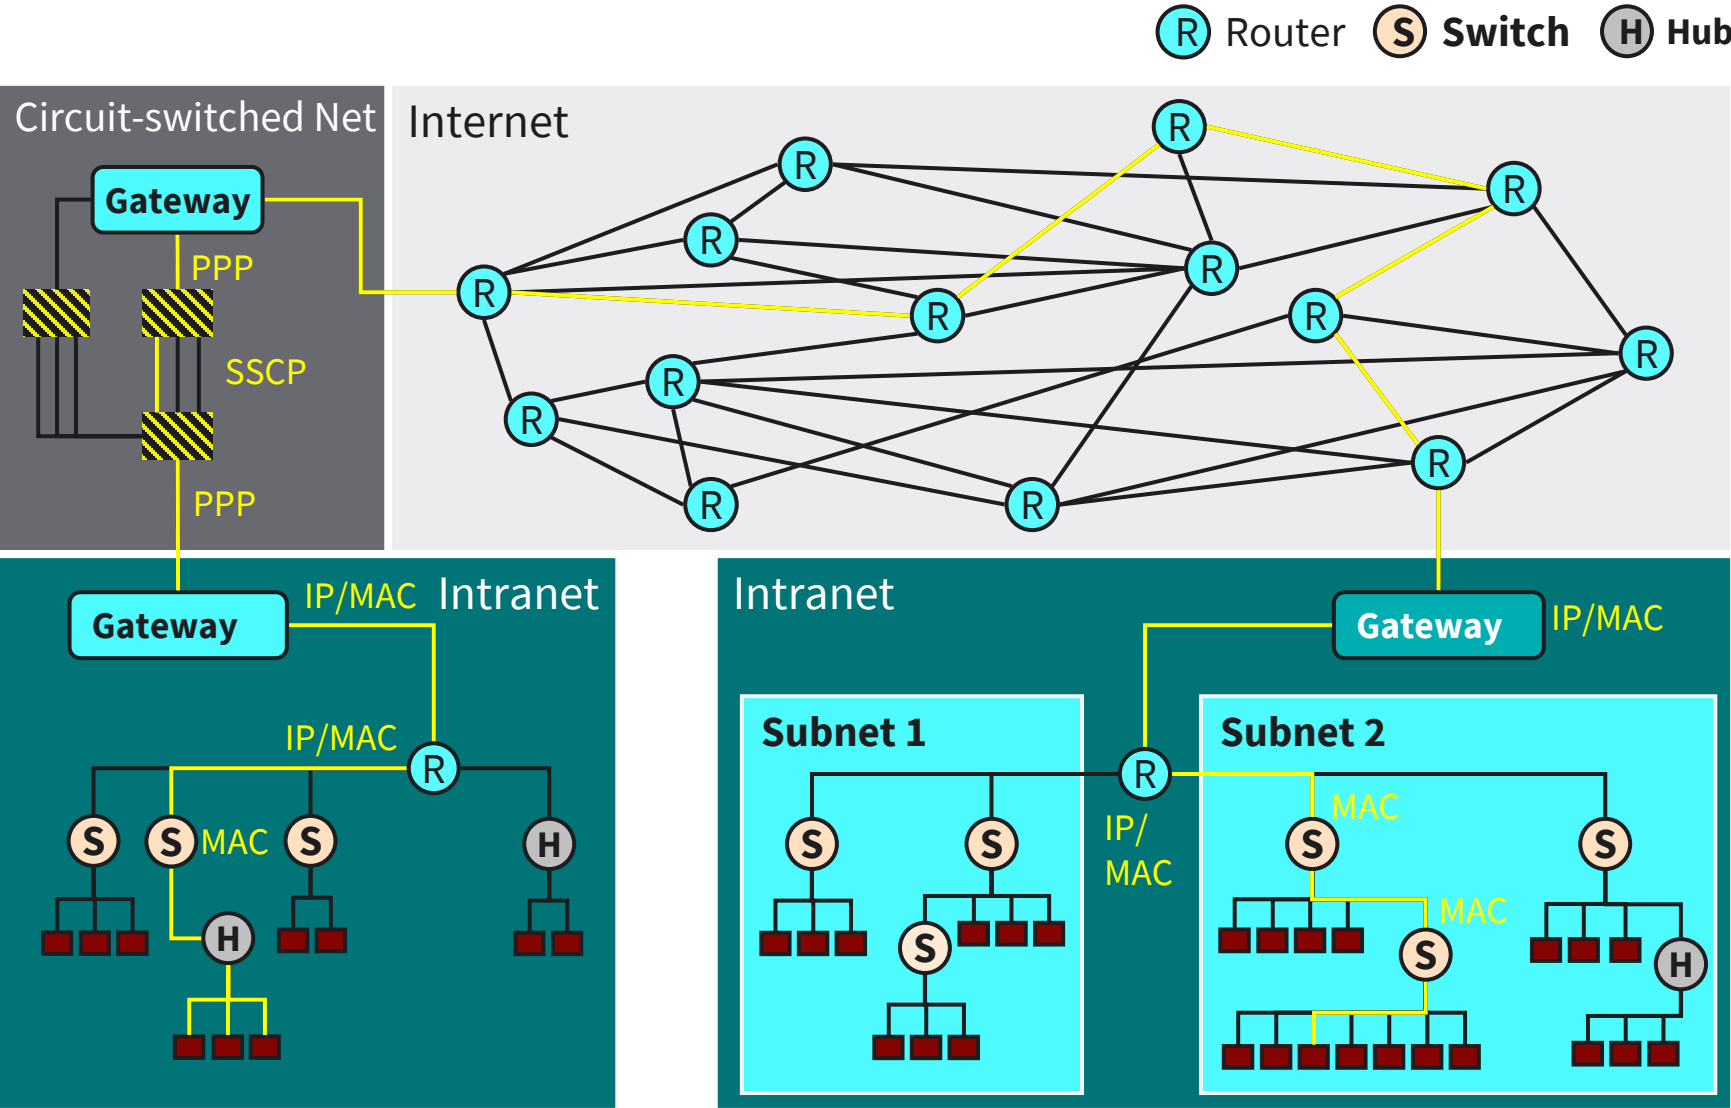 R Router S Switch H Hub
Circuit-switched Net
Gateway
PPP
SSCP
PPP
Internet
R
R
R
R
R
R
R
R
R
R
R
R
R
R
Intranet
IP/MAC
Gateway
IP/MAC
R
S
S
MAC
S
H
H
Intranet
Gateway
IP/MAC
Subnet 1
R
IP/
MAC
S
S
S
Subnet 2
MAC
S
S
MAC
S
H